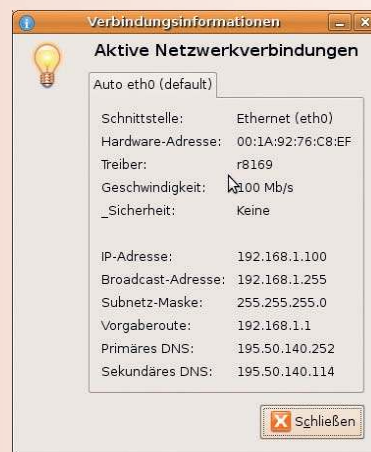 Verbindungsinformationen
Aktive Netzwerkverbindungen
Auto eth0 (default)
Schnittstelle: Ethernet (eth0)
Hardware-Adresse: 00:1A:92:76:C8:EF
Treiber: r8169
Geschwindigkeit: 100 Mb/s
_Sicherheit: Keine
IP-Adresse: 192.168.1.100
Broadcast-Adresse: 192.168.1.255
Subnetz-Maske: 255.255.255.0
Vorgaberoute: 192.168.1.1
Primäres DNS: 195.50.140.252
Sekundäres DNS: 195.50.140.114
Schließen